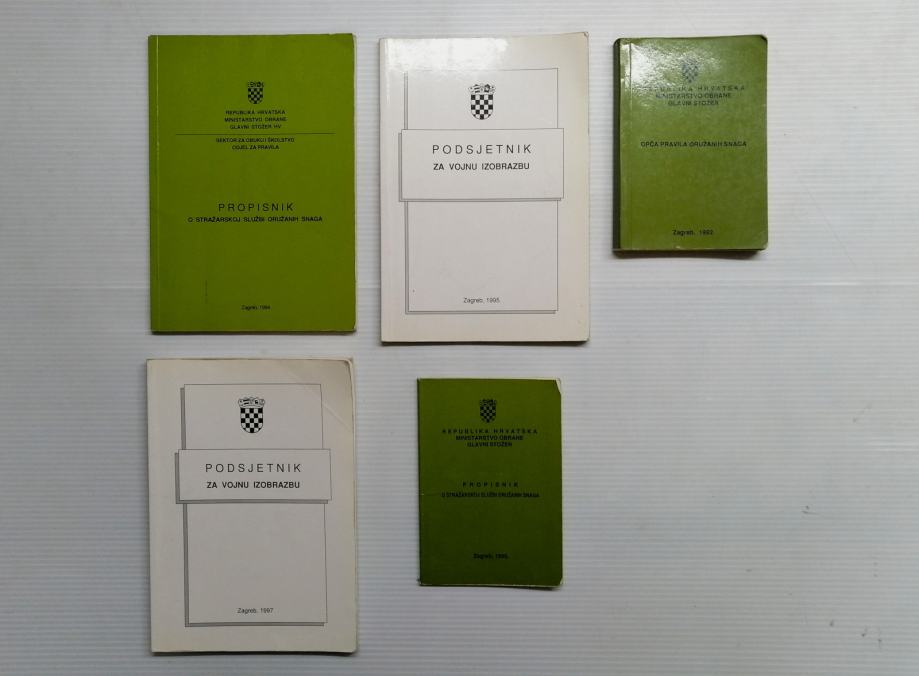 REPUBLIKA HRVATSKA
MINISTARSTVO OBRANE
GLAVNI STOŽER HV
SEKTOR ZA OBUKU I ŠKOLSTVO
ODJEL ZA PRAVILA
PROPISNIK
O STRAŽARSKOJ SLUŽBI ORUŽANIH SNAGA
Zagreb, 1994.
PODSJETNIK
ZA VOJNU IZOBRAZBU
Zagreb, 1995.
REPUBLIKA HRVATSKA
MINISTARSTVO OBRANE
GLAVNI STOŽER
OPĆA PRAVILA ORUŽANIH SNAGA
Zagreb, 1992.
PODSJETNIK
ZA VOJNU IZOBRAZBU
Zagreb, 1997
REPUBLIKA HRVATSKA
MINISTARSTVO OBRANE
GLAVNI STOŽER
PROPISNIK
O STRAŽARSKOJ SLUŽBI ORUŽANIH SNAGA
Zagreb,